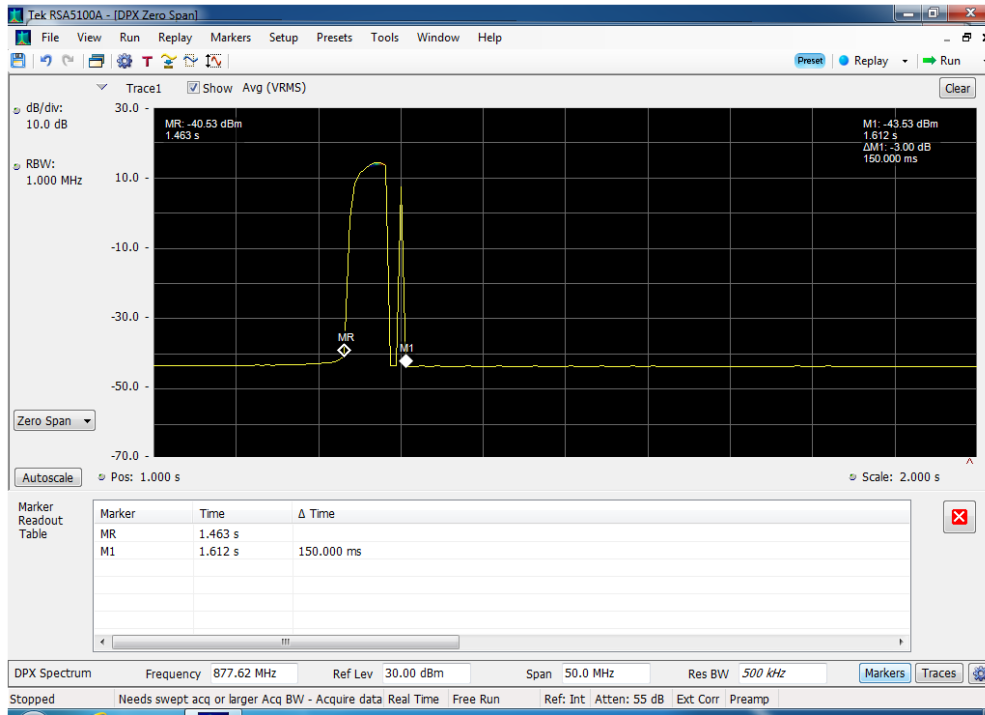 Tek RSA5100A - [DPX Zero Span]
File View Run Replay Markers Setup Presets Tools Window Help
T Preset Replay Run
Trace1 Show Avg (VRMS) Clear
dB/div:
10.0 dB
RBW:
1.000 MHz
30.0
10.0
-10.0
-30.0
-50.0
-70.0
MR: -40.53 dBm
1.463 s
M1: -43.53 dBm
1.612 s
ΔM1: -3.00 dB
150.000 ms
MR
M1
Zero Span
Autoscale Pos: 1.000 s Scale: 2.000 s
Marker
Readout
Table
Marker Time Δ Time
MR 1.463 s
M1 1.612 s 150.000 ms
DPX Spectrum Frequency 877.62 MHz Ref Lev 30.00 dBm Span 50.0 MHz Res BW 500 kHz Markers Traces
Stopped Needs swept acq or larger Acq BW - Acquire data Real Time Free Run Ref: Int Atten: 55 dB Ext Corr Preamp